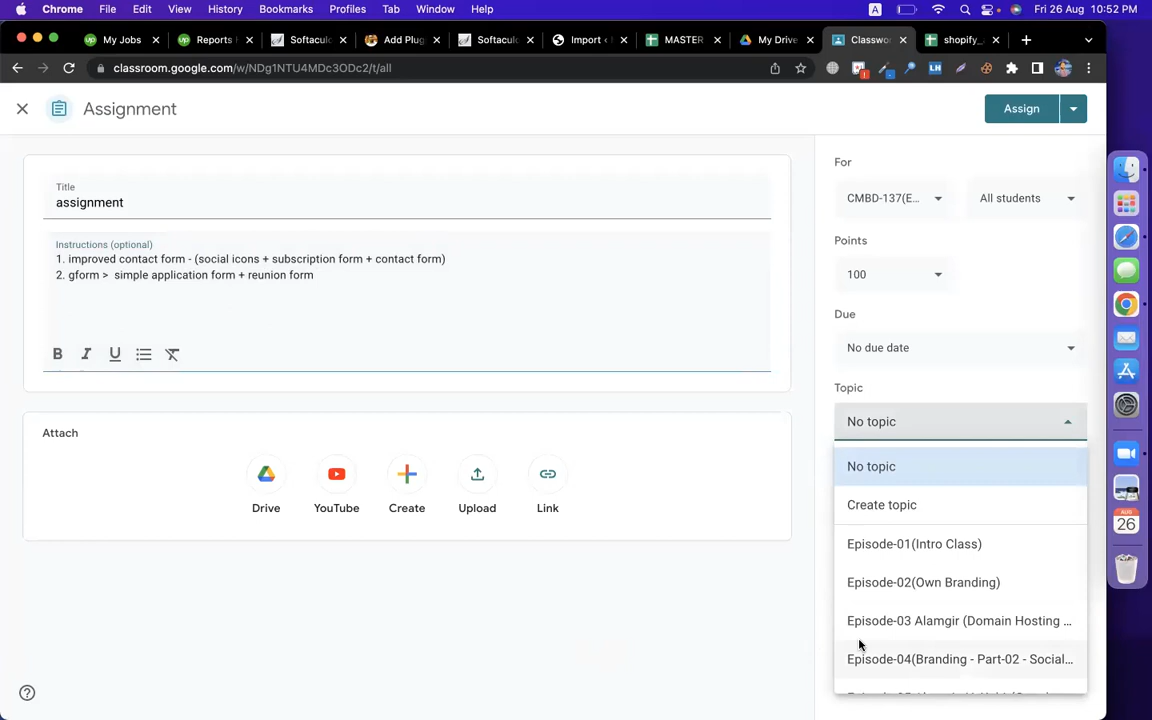 Chrome File Edit View History Bookmarks Profiles Tab Window Help A Fri 26 Aug 10:52 PM
My Jobs Reports Softacul Add Plug Softacul Import ‹ MASTER My Drive Classwo shopify_
classroom.google.com/w/NDg1NTU4MDc3ODc2/t/all
Assignment
Assign
Title
assignment
Instructions (optional)
1. improved contact form - (social icons + subscription form + contact form)
2. gform > simple application form + reunion form
B I U
Attach
Drive YouTube Create Upload Link
For
CMBD-137(E... All students
Points
100
Due
No due date
Topic
No topic
No topic
Create topic
Episode-01(Intro Class)
Episode-02(Own Branding)
Episode-03 Alamgir (Domain Hosting ...
Episode-04(Branding - Part-02 - Social...
LH
AUG
26